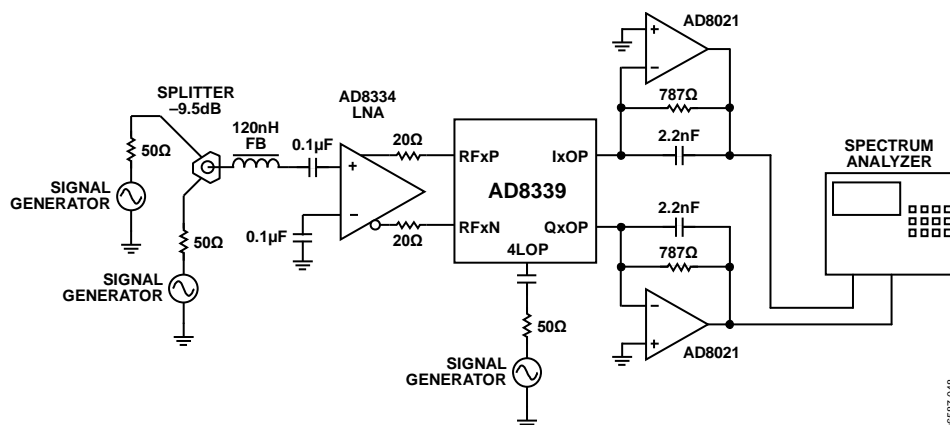 AD8021
787Ω
2.2nF
SPLITTER
–9.5dB
50Ω
SIGNAL
GENERATOR
50Ω
SIGNAL
GENERATOR
120nH
FB
0.1µF
0.1µF
AD8334
LNA
+
–
20Ω
20Ω
RFxP
IxOP
AD8339
RFxN
QxOP
4LOP
50Ω
SIGNAL
GENERATOR
+
–
2.2nF
787Ω
–
+
AD8021
SPECTRUM
ANALYZER